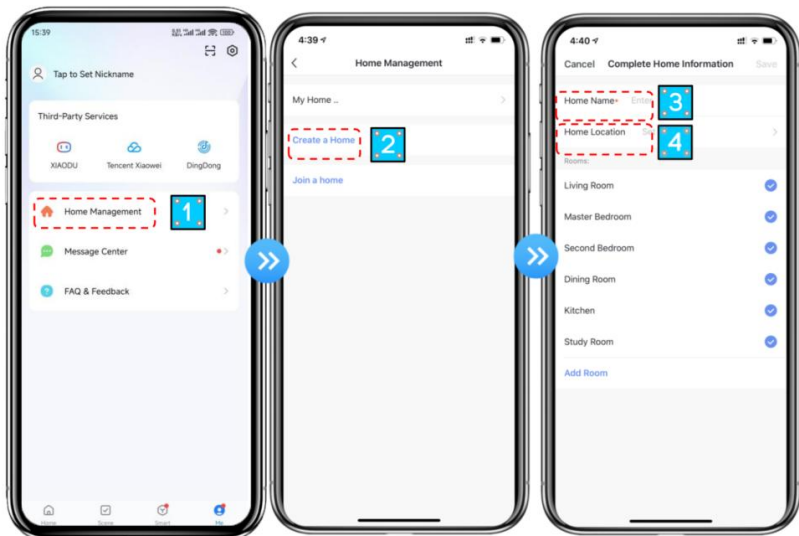 15:39
Tap to Set Nickname
Third-Party Services
XIAODU
Tencent Xiaowei
DingDong
Home Management
1
Message Center
FAQ & Feedback
Home
Scene
Smart
Me
4:39
Home Management
My Home ..
Create a Home
2
Join a home
4:40
Cancel Complete Home Information Save
Home Name*
3
Home Location
4
Rooms:
Living Room
Master Bedroom
Second Bedroom
Dining Room
Kitchen
Study Room
Add Room